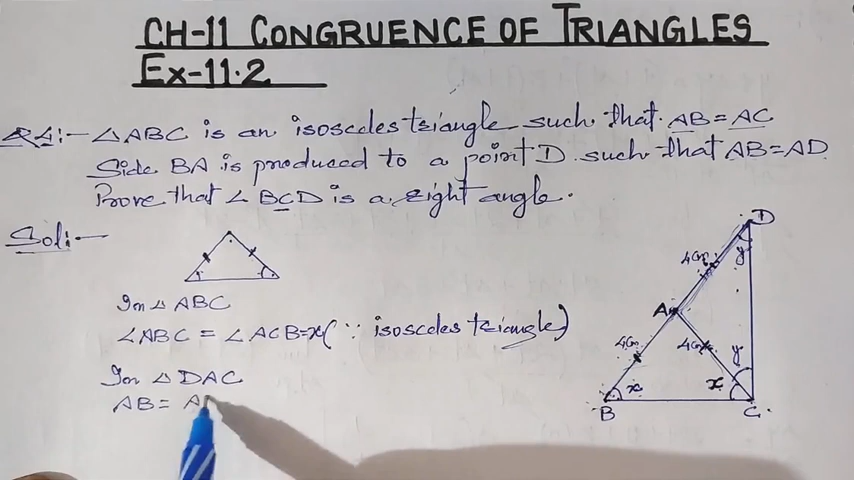 CH-11 CONGRUENCE OF TRIANGLES
Ex-11.2
Q4:- △ABC is an isoscles triangle such that AB = AC
Side BA is produced to a point D such that AB = AD
Prove that ∠BCD is a right angle.
Sol:-
In △ ABC
∠ABC = ∠ACB = x (∵ isoscles triangle)
In △ DAC
AB = A
D
y
4cm
A
4cm
4cm
y
x
x
B
C